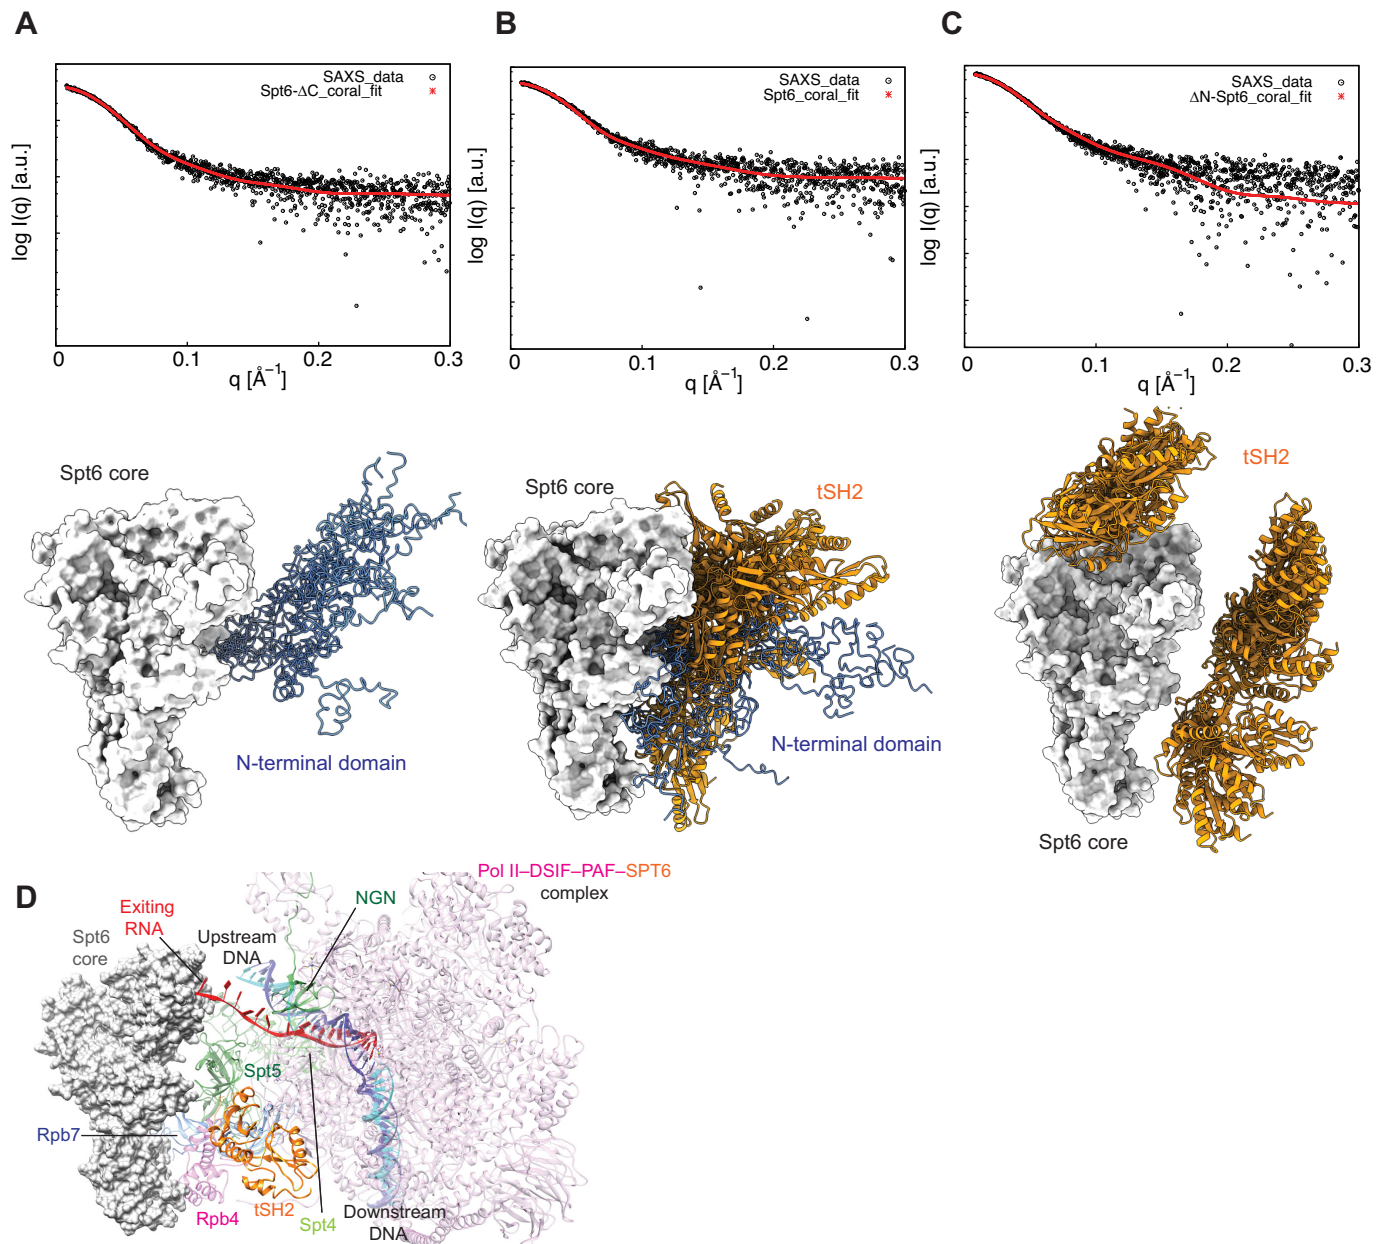 A
B
C
SAXS_data
Spt6-ΔC_coral_fit
log I(q) [a.u.]
0
0.1
0.2
0.3
q [Å⁻¹]
SAXS_data
Spt6_coral_fit
log I(q) [a.u.]
0
0.1
0.2
0.3
q [Å⁻¹]
SAXS_data
ΔN-Spt6_coral_fit
log I(q) [a.u.]
0
0.1
0.2
0.3
q [Å⁻¹]
Spt6 core
N-terminal domain
Spt6 core
tSH2
N-terminal domain
tSH2
Spt6 core
D
Pol II–DSIF–PAF–SPT6
complex
Exiting
RNA
NGN
Spt6
core
Upstream
DNA
Spt5
Rpb7
Rpb4
tSH2
Spt4
Downstream
DNA